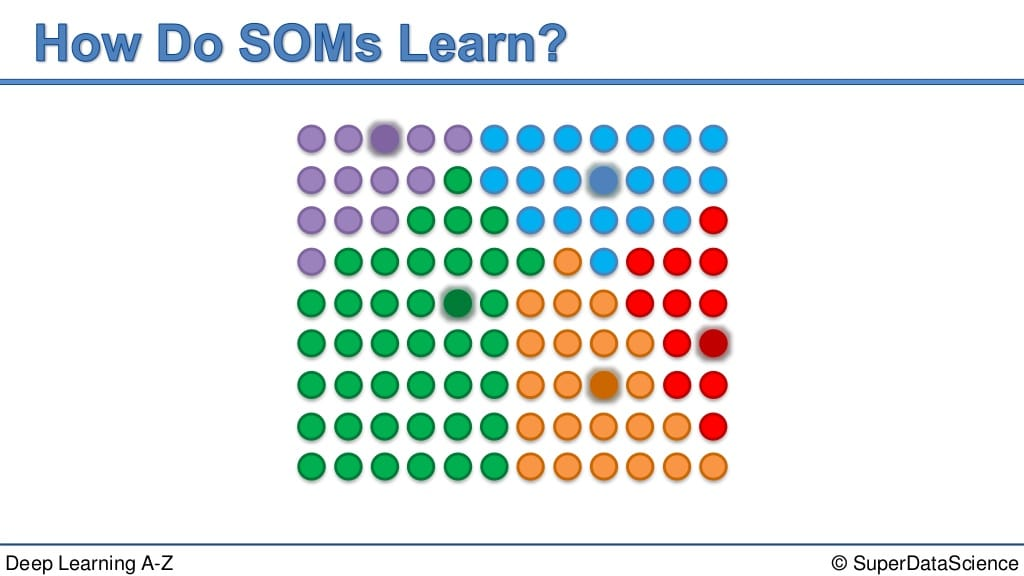 How Do SOMs Learn?
Deep Learning A-Z
© SuperDataScience